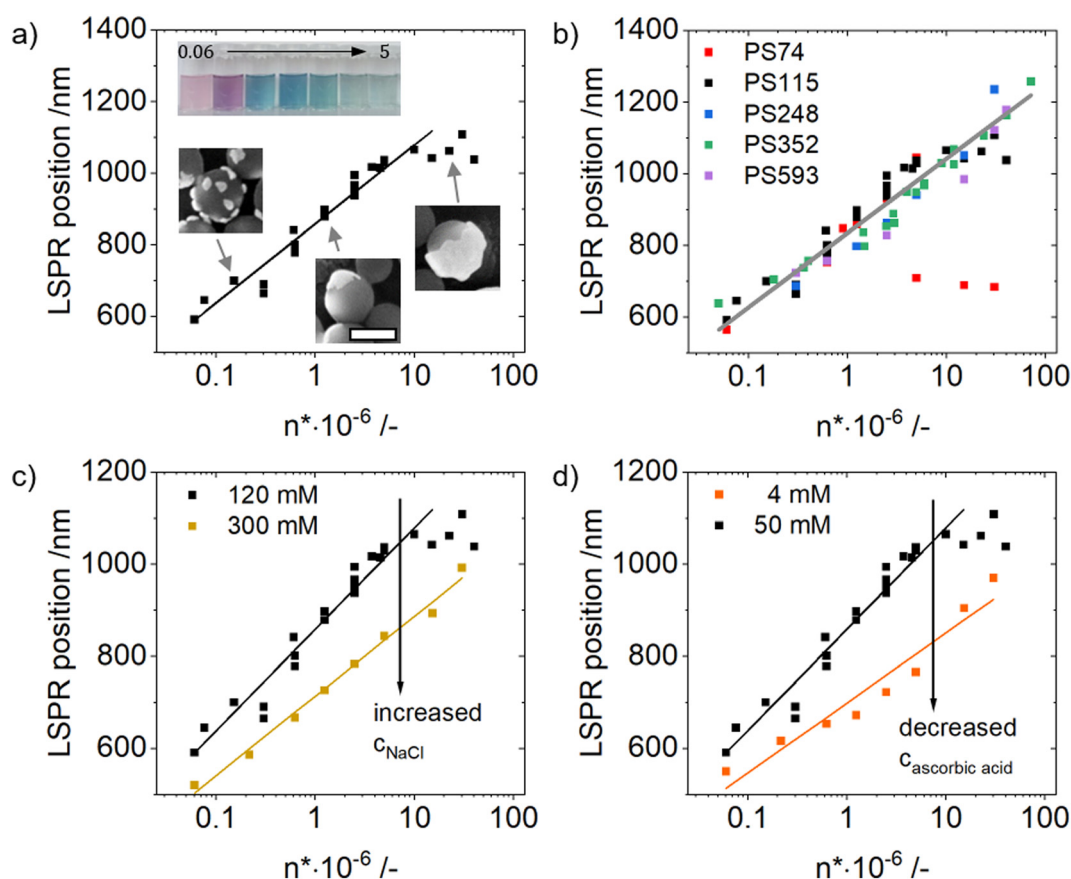 a)
1400
1200
1000
800
600
LSPR position /nm
0.06
5
0.1
1
10
100
n*·10⁻⁶ /-
b)
1400
1200
1000
800
600
LSPR position /nm
PS74
PS115
PS248
PS352
PS593
0.1
1
10
100
n*·10⁻⁶ /-
c)
1200
1000
800
600
LSPR position /nm
120 mM
300 mM
increased
c_NaCl
0.1
1
10
100
n*·10⁻⁶ /-
d)
1200
1000
800
600
LSPR position /nm
4 mM
50 mM
decreased
c_ascorbic acid
0.1
1
10
100
n*·10⁻⁶ /-